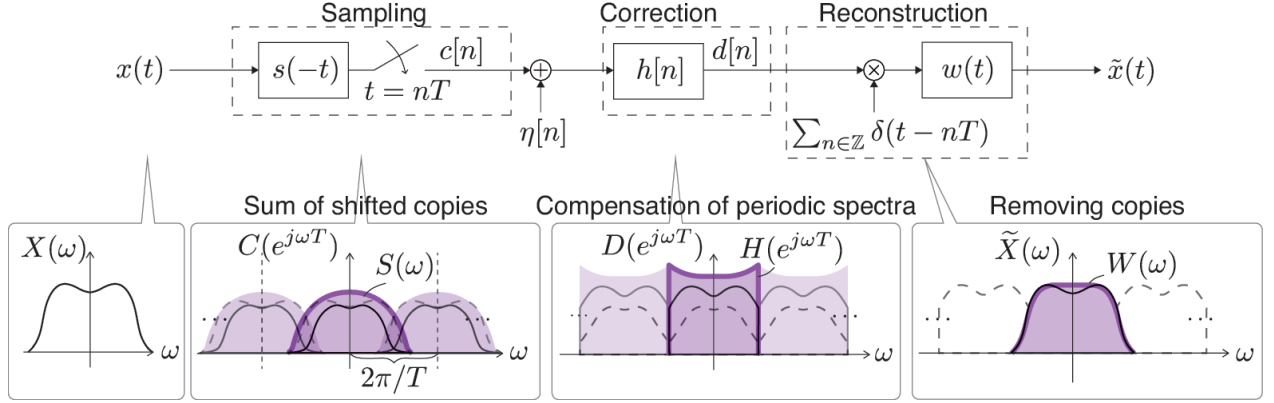 Sampling
Correction
Reconstruction
x(t)
s(−t)
c[n]
t = nT
η[n]
h[n]
d[n]
w(t)
x̃(t)
∑_{n∈ℤ} δ(t − nT)
Sum of shifted copies
Compensation of periodic spectra
Removing copies
X(ω)
ω
C(e^{jωT})
S(ω)
...
...
ω
2π/T
D(e^{jωT})
H(e^{jωT})
...
...
ω
X̃(ω)
W(ω)
...
...
ω